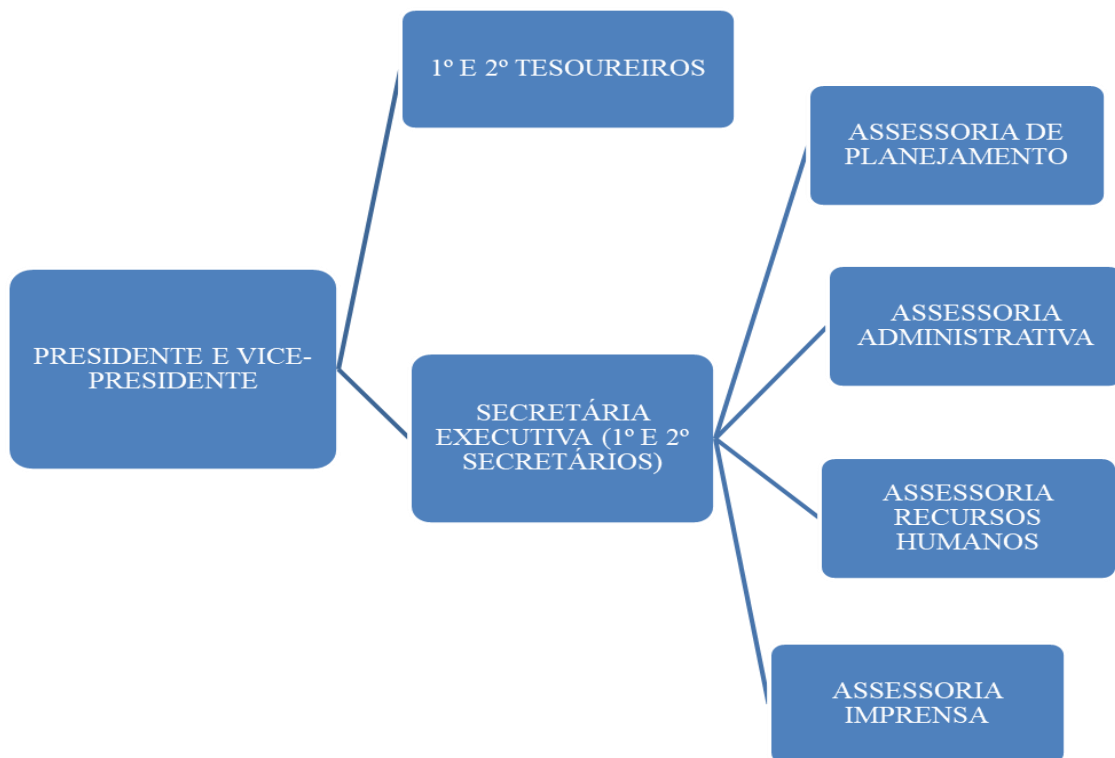 1º E 2º TESOUREIROS
ASSESSORIA DE
PLANEJAMENTO
ASSESSORIA
ADMINISTRATIVA
PRESIDENTE E VICE-
PRESIDENTE
SECRETÁRIA
EXECUTIVA (1º E 2º
SECRETÁRIOS)
ASSESSORIA
RECURSOS
HUMANOS
ASSESSORIA
IMPRENSA